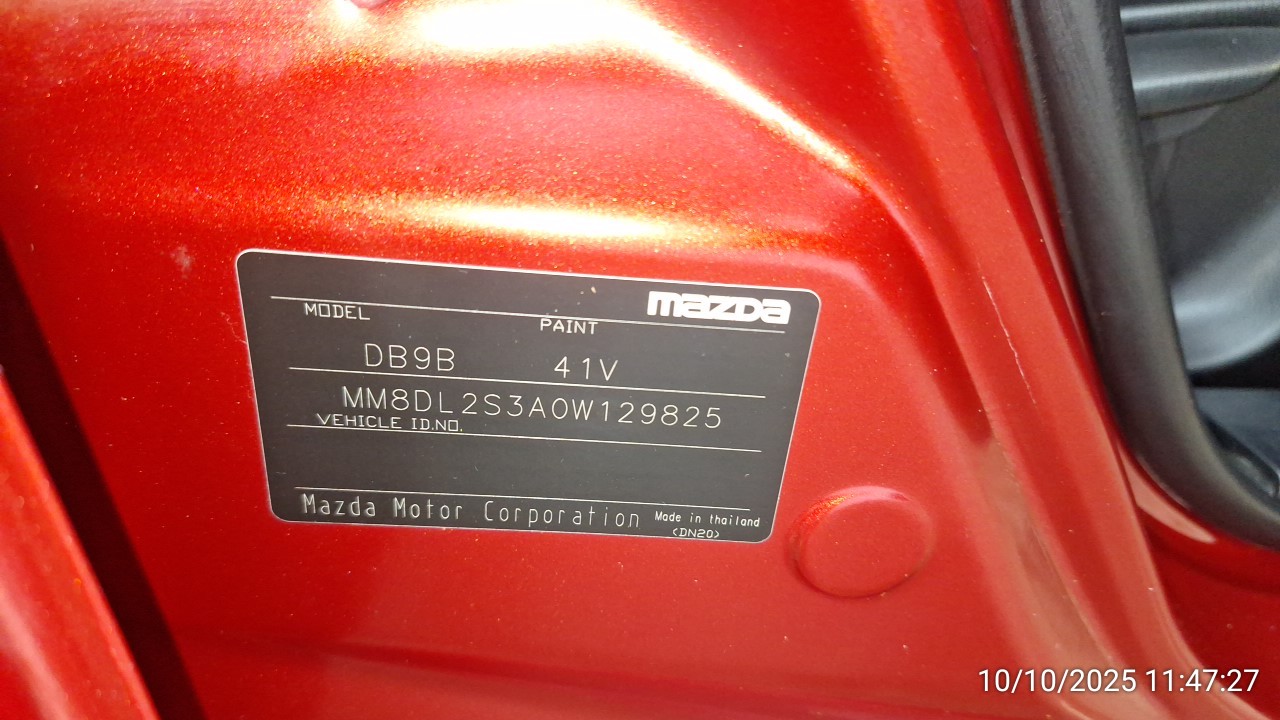 mazda
MODEL PAINT
DB9B 41V
MM8DL2S3A0W129825
VEHICLE ID.NO.
Mazda Motor Corporation Made in thailand
(DN20)
10/10/2025 11:47:27